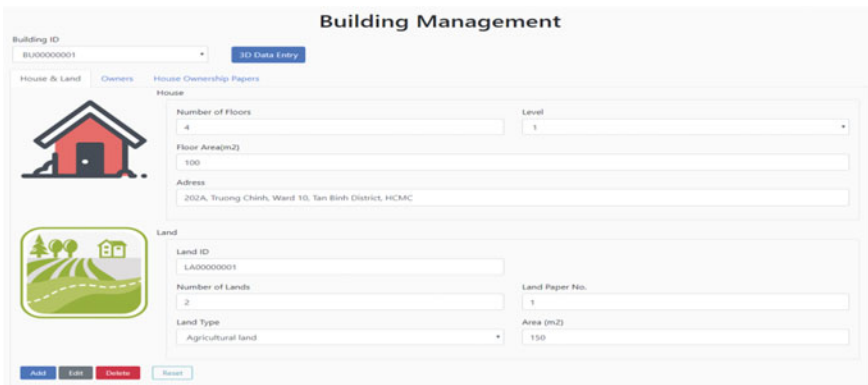 Building Management
Building ID
BU00000001
3D Data Entry
House & Land Owners House Ownership Papers
House
Number of Floors Level
4 1
Floor Area(m2)
100
Adress
202A, Truong Chinh, Ward 10, Tan Binh District, HCMC
Land
Land ID
LA00000001
Number of Lands Land Paper No.
2 1
Land Type Area (m2)
Agricultural land 150
Add Edit Delete Reset